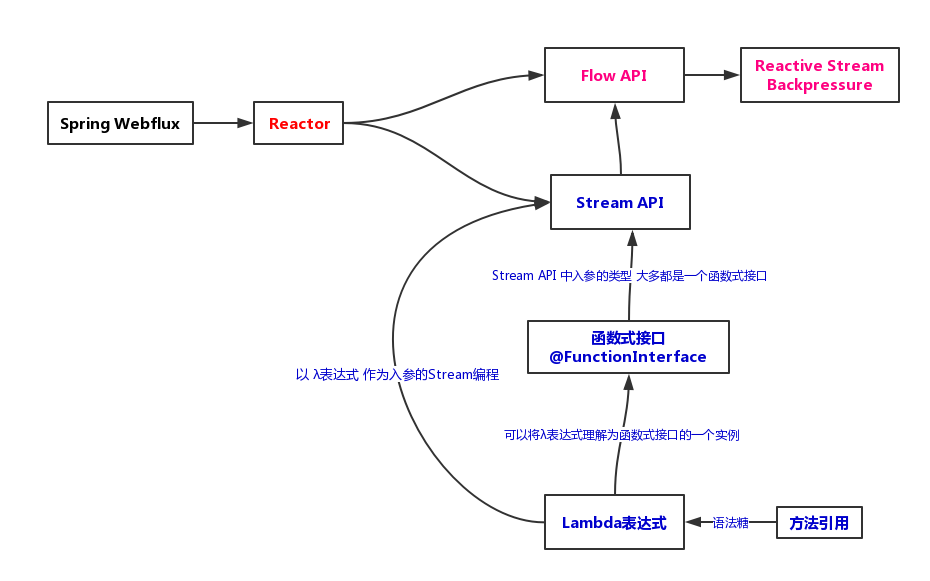 Flow API
Reactive Stream
Backpressure
Spring Webflux
Reactor
Stream API
Stream API 中入参的类型 大多都是一个函数式接口
函数式接口
@FunctionInterface
以 λ表达式 作为入参的Stream编程
可以将λ表达式理解为函数式接口的一个实例
Lambda表达式
语法糖
方法引用